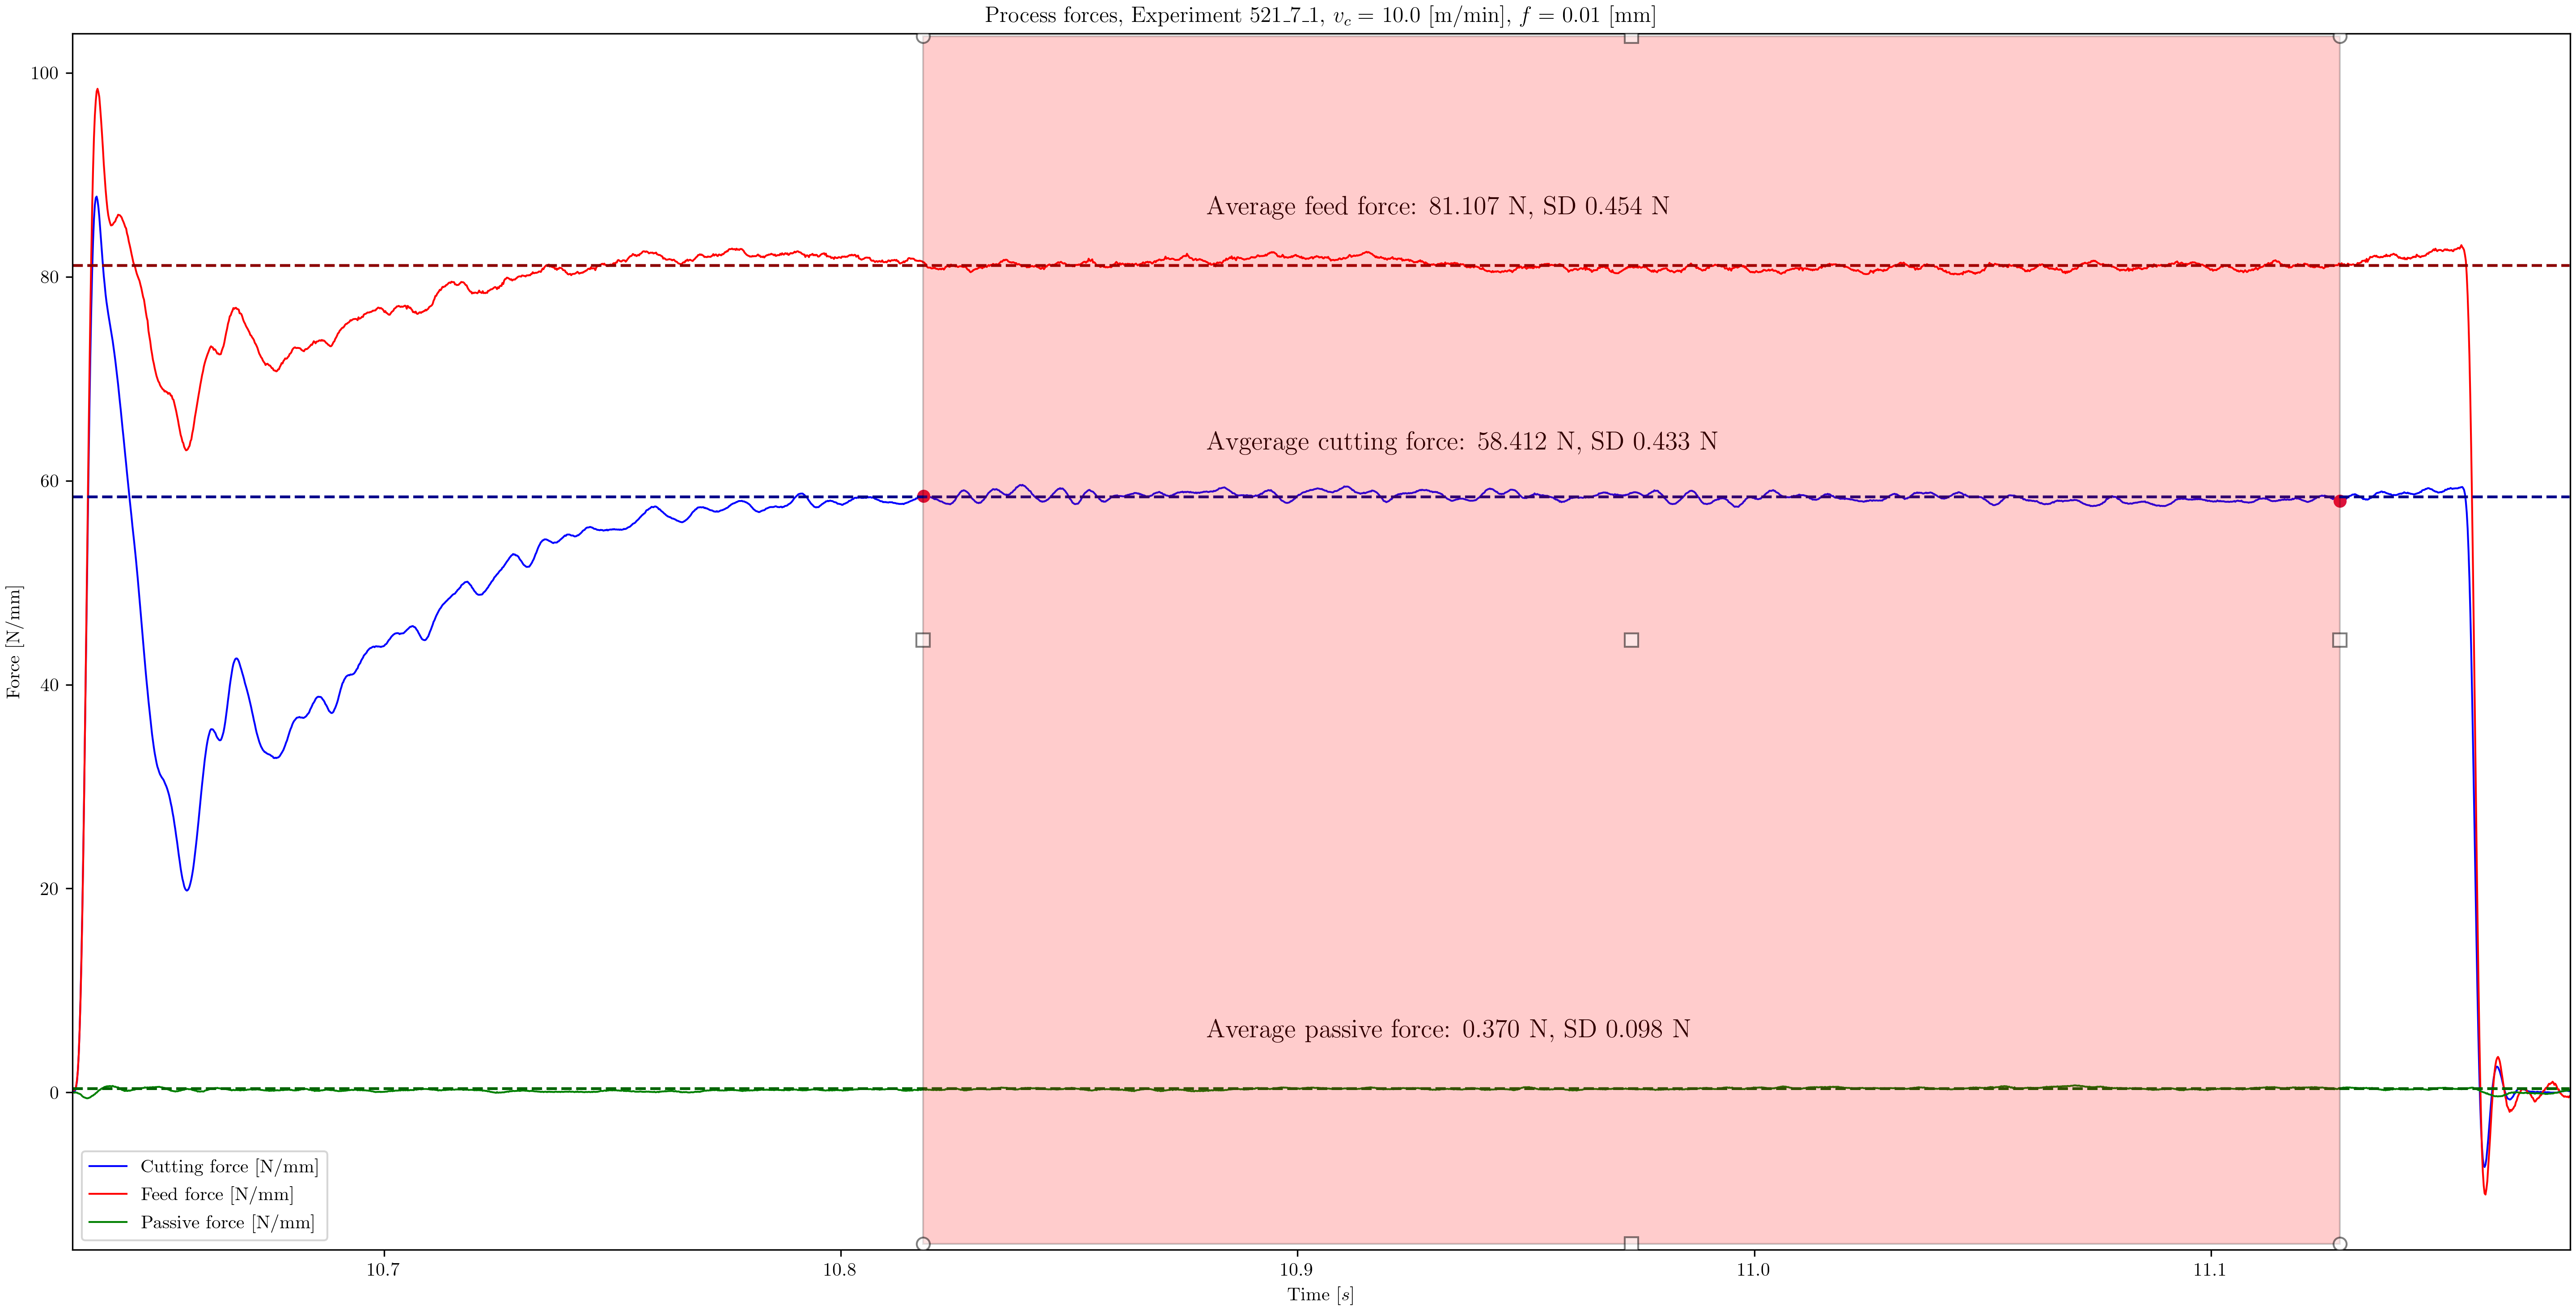 Process forces, Experiment 521_7_1, v_c = 10.0 [m/min], f = 0.01 [mm]
100
80
60
40
20
0
Force [N/mm]
Average feed force: 81.107 N, SD 0.454 N
Avgerage cutting force: 58.412 N, SD 0.433 N
Average passive force: 0.370 N, SD 0.098 N
Cutting force [N/mm]
Feed force [N/mm]
Passive force [N/mm]
10.7 10.8 10.9 11.0 11.1
Time [s]